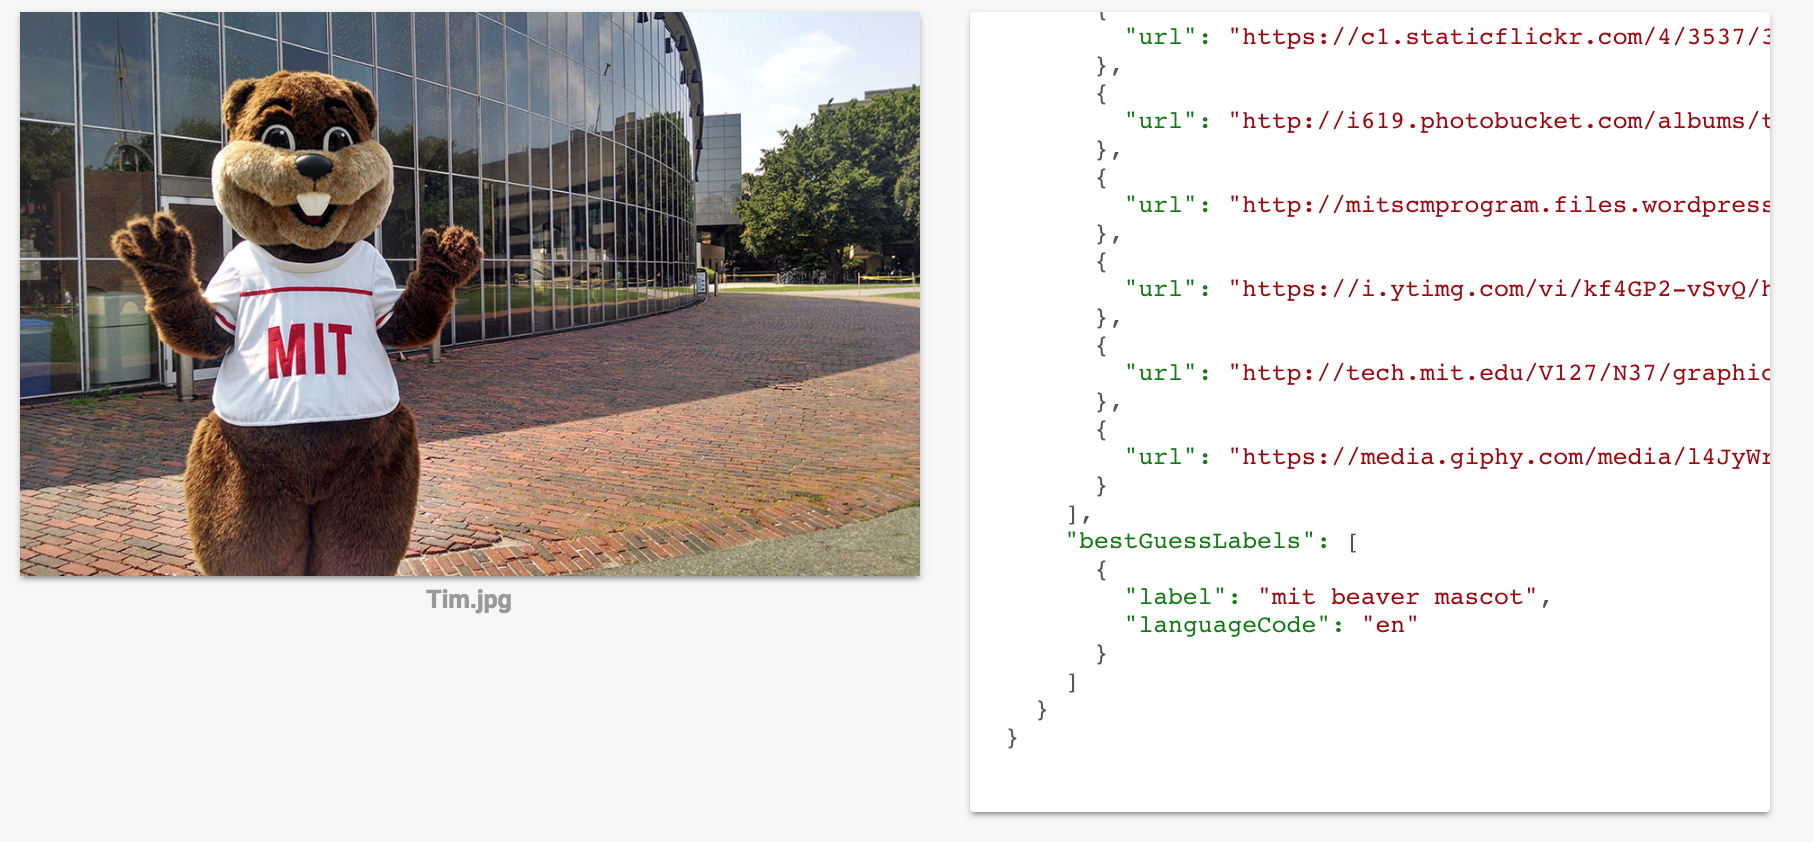 MIT
Tim.jpg
{
"url": "https://c1.staticflickr.com/4/3537/
},
{
"url": "http://i619.photobucket.com/albums/t
},
{
"url": "http://mitscmprogram.files.wordpress
},
{
"url": "https://i.ytimg.com/vi/kf4GP2-vSvQ/h
},
{
"url": "http://tech.mit.edu/V127/N37/graphic
},
{
"url": "https://media.giphy.com/media/l4JyWr
}
],
"bestGuessLabels": [
{
"label": "mit beaver mascot",
"languageCode": "en"
}
]
}
}